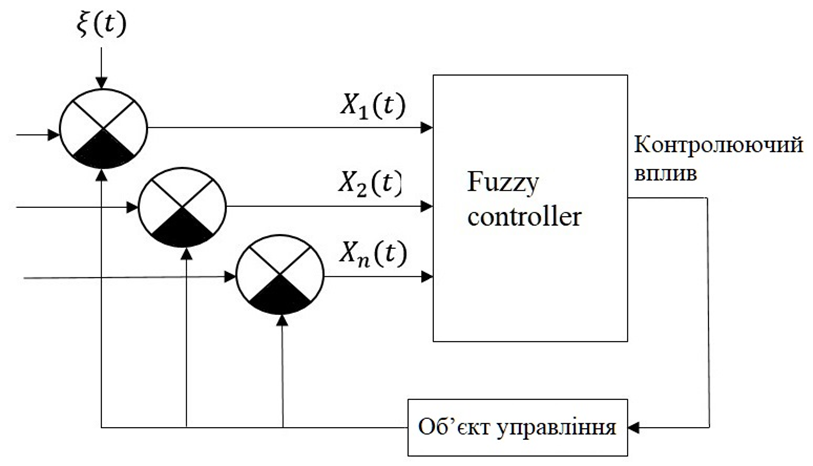 ξ(t)
X₁(t)
X₂(t)
Xₙ(t)
Fuzzy
controller
Контролюючий
вплив
Об’єкт управління